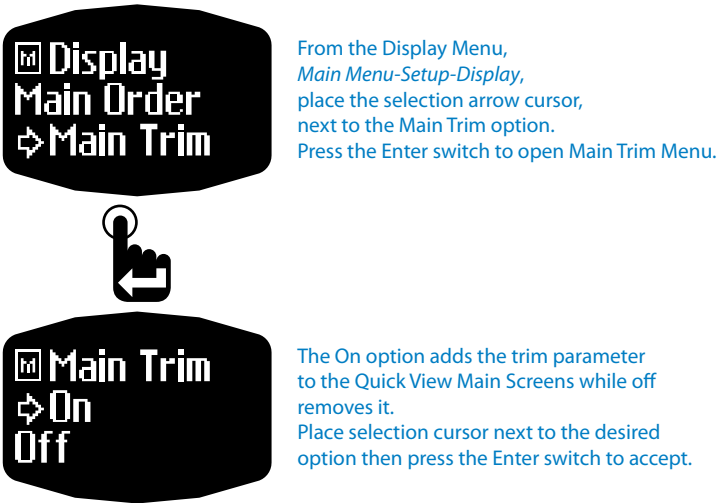 Display
Main Order
Main Trim
From the Display Menu,
Main Menu-Setup-Display,
place the selection arrow cursor,
next to the Main Trim option.
Press the Enter switch to open Main Trim Menu.
Main Trim
On
Off
The On option adds the trim parameter
to the Quick View Main Screens while off
removes it.
Place selection cursor next to the desired
option then press the Enter switch to accept.